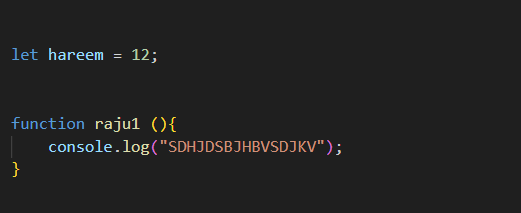 let hareem = 12;
function raju1 (){
console.log("SDHJDSBJHBVSDJKV");
}